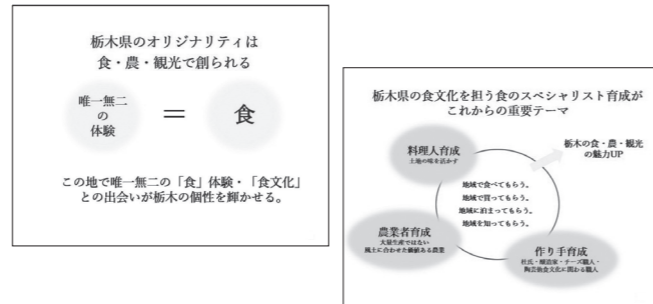 栃木県のオリジナリティは
食・農・観光で創られる
唯一無二
の
体験
＝
食
この地で唯一無二の「食」体験・「食文化」
との出会いが栃木の個性を輝かせる。
栃木県の食文化を担う食のスペシャリスト育成が
これからの重要テーマ
料理人育成
土地の味を活かす
栃木の食・農・観光
の魅力UP
地域で食べてもらう。
地域で買ってもらう。
地域に泊まってもらう。
地域を知ってもらう。
農業者育成
大量生産ではない
風土に合わせた価値ある農業
作り手育成
杜氏・醸造家・チーズ職人・
陶芸他食文化に関わる職人